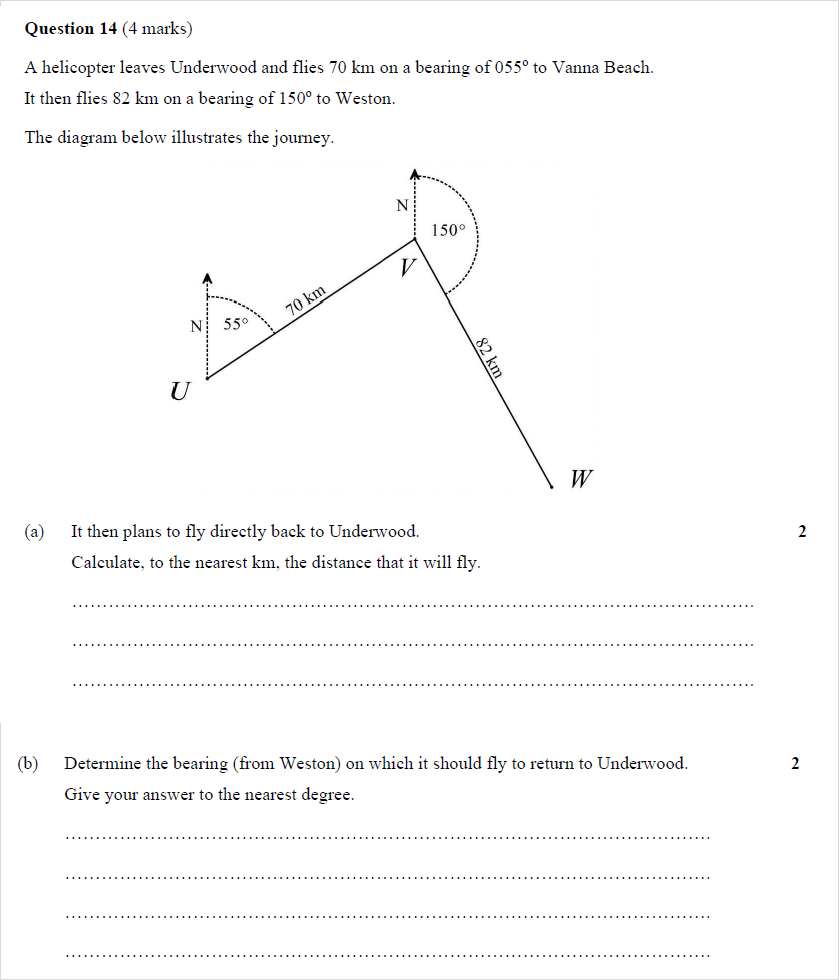 Question 14 (4 marks)
A helicopter leaves Underwood and flies 70 km on a bearing of 055º to Vanna Beach.
It then flies 82 km on a bearing of 150º to Weston.
The diagram below illustrates the journey.
N
150°
V
70 km
N 55°
82 km
U
W
(a) It then plans to fly directly back to Underwood. 2
Calculate, to the nearest km, the distance that it will fly.
(b) Determine the bearing (from Weston) on which it should fly to return to Underwood. 2
Give your answer to the nearest degree.